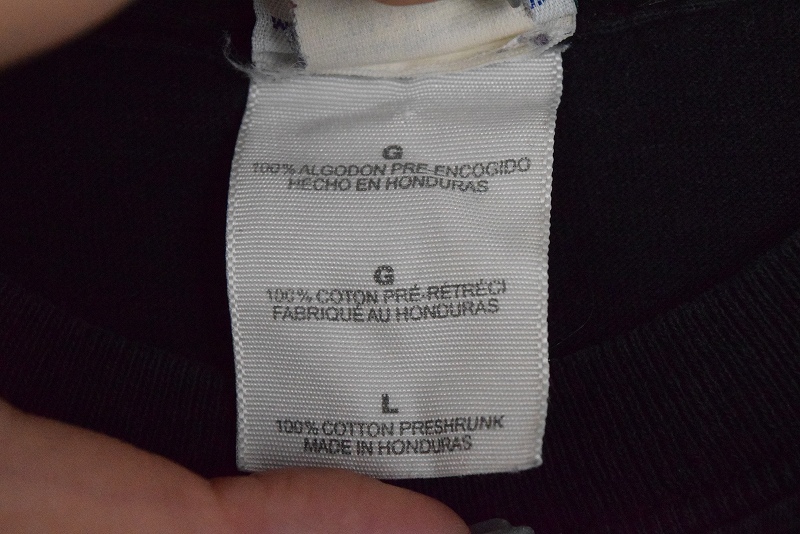 G
100% ALGODON PRE-ENCOGIDO
HECHO EN HONDURAS
G
100% COTON PRÉ-RÉTRÉCI
FABRIQUÉ AU HONDURAS
L
100% COTTON PRESHRUNK
MADE IN HONDURAS